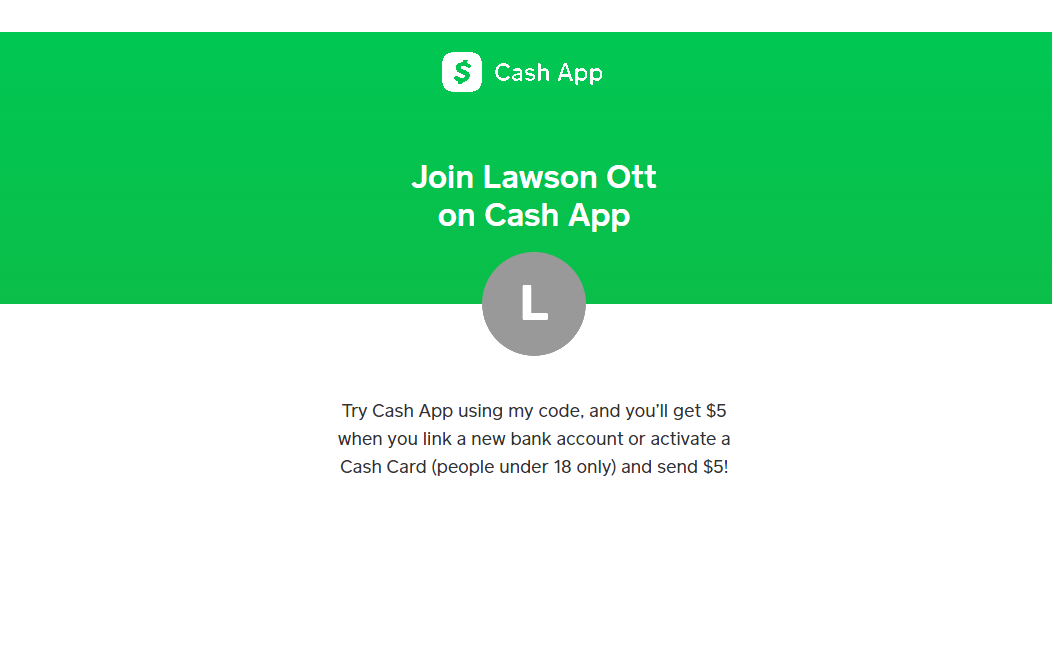 $ Cash App
Join Lawson Ott
on Cash App
L
Try Cash App using my code, and you'll get $5
when you link a new bank account or activate a
Cash Card (people under 18 only) and send $5!